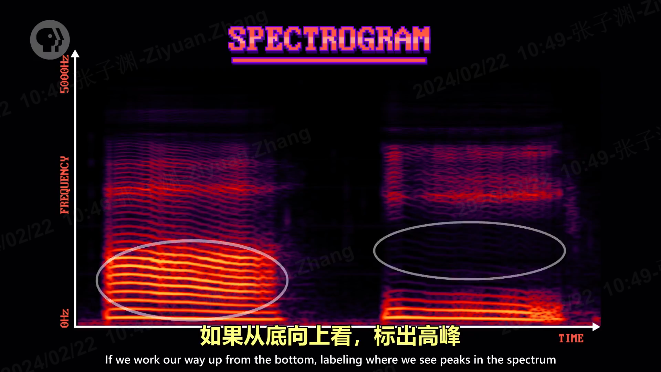 SPECTROGRAM
5000Hz
FREQUENCY
0Hz
TIME
如果从底向上看，标出高峰
If we work our way up from the bottom, labeling where we see peaks in the spectrum
2024/02/22 10:49-张子渊-Ziyuan.Zhang